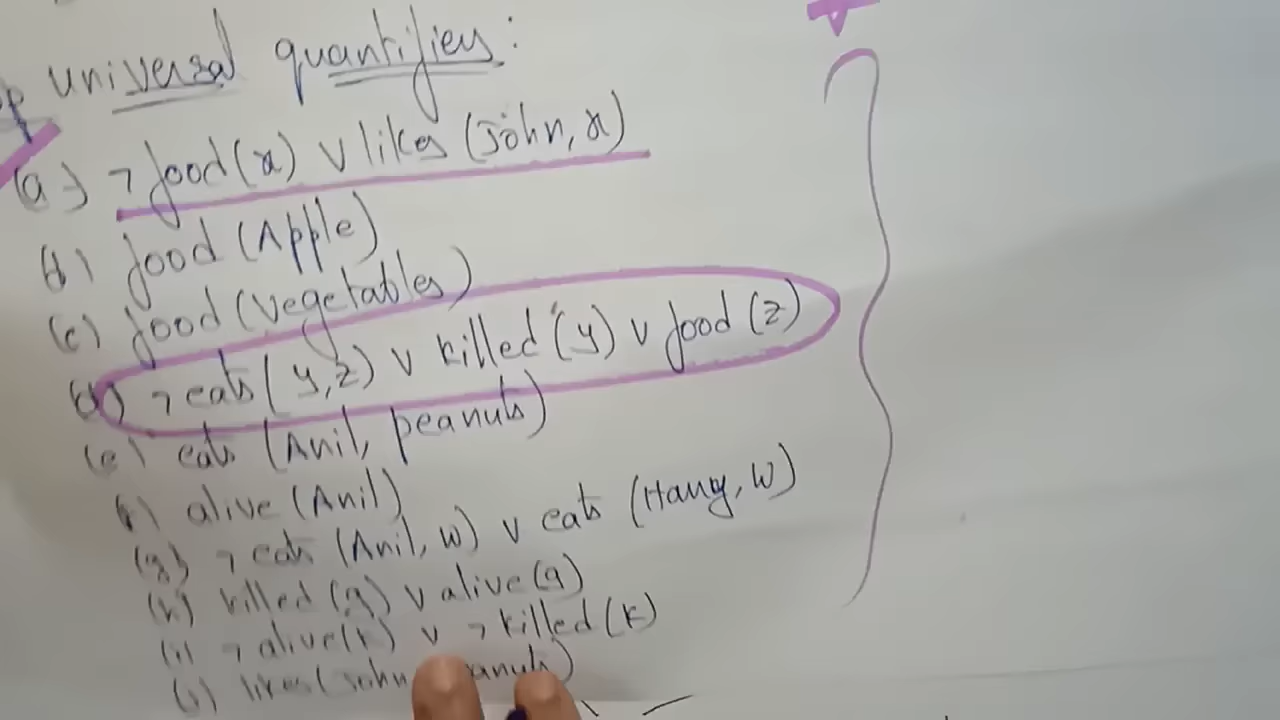 universal quantifiers:
(a) ¬ food(x) ∨ likes (John, x)
(b) food (Apple)
(c) food (vegetables)
(d) ¬ eats (y, z) ∨ killed (y) ∨ food (z)
(e) eats (Anil, peanuts)
(f) alive (Anil)
(g) ¬ eats (Anil, w) ∨ eats (Harry, w)
(h) killed (g) ∨ alive (g)
(i) ¬ alive(k) ∨ ¬ killed (k)
(j) likes (John